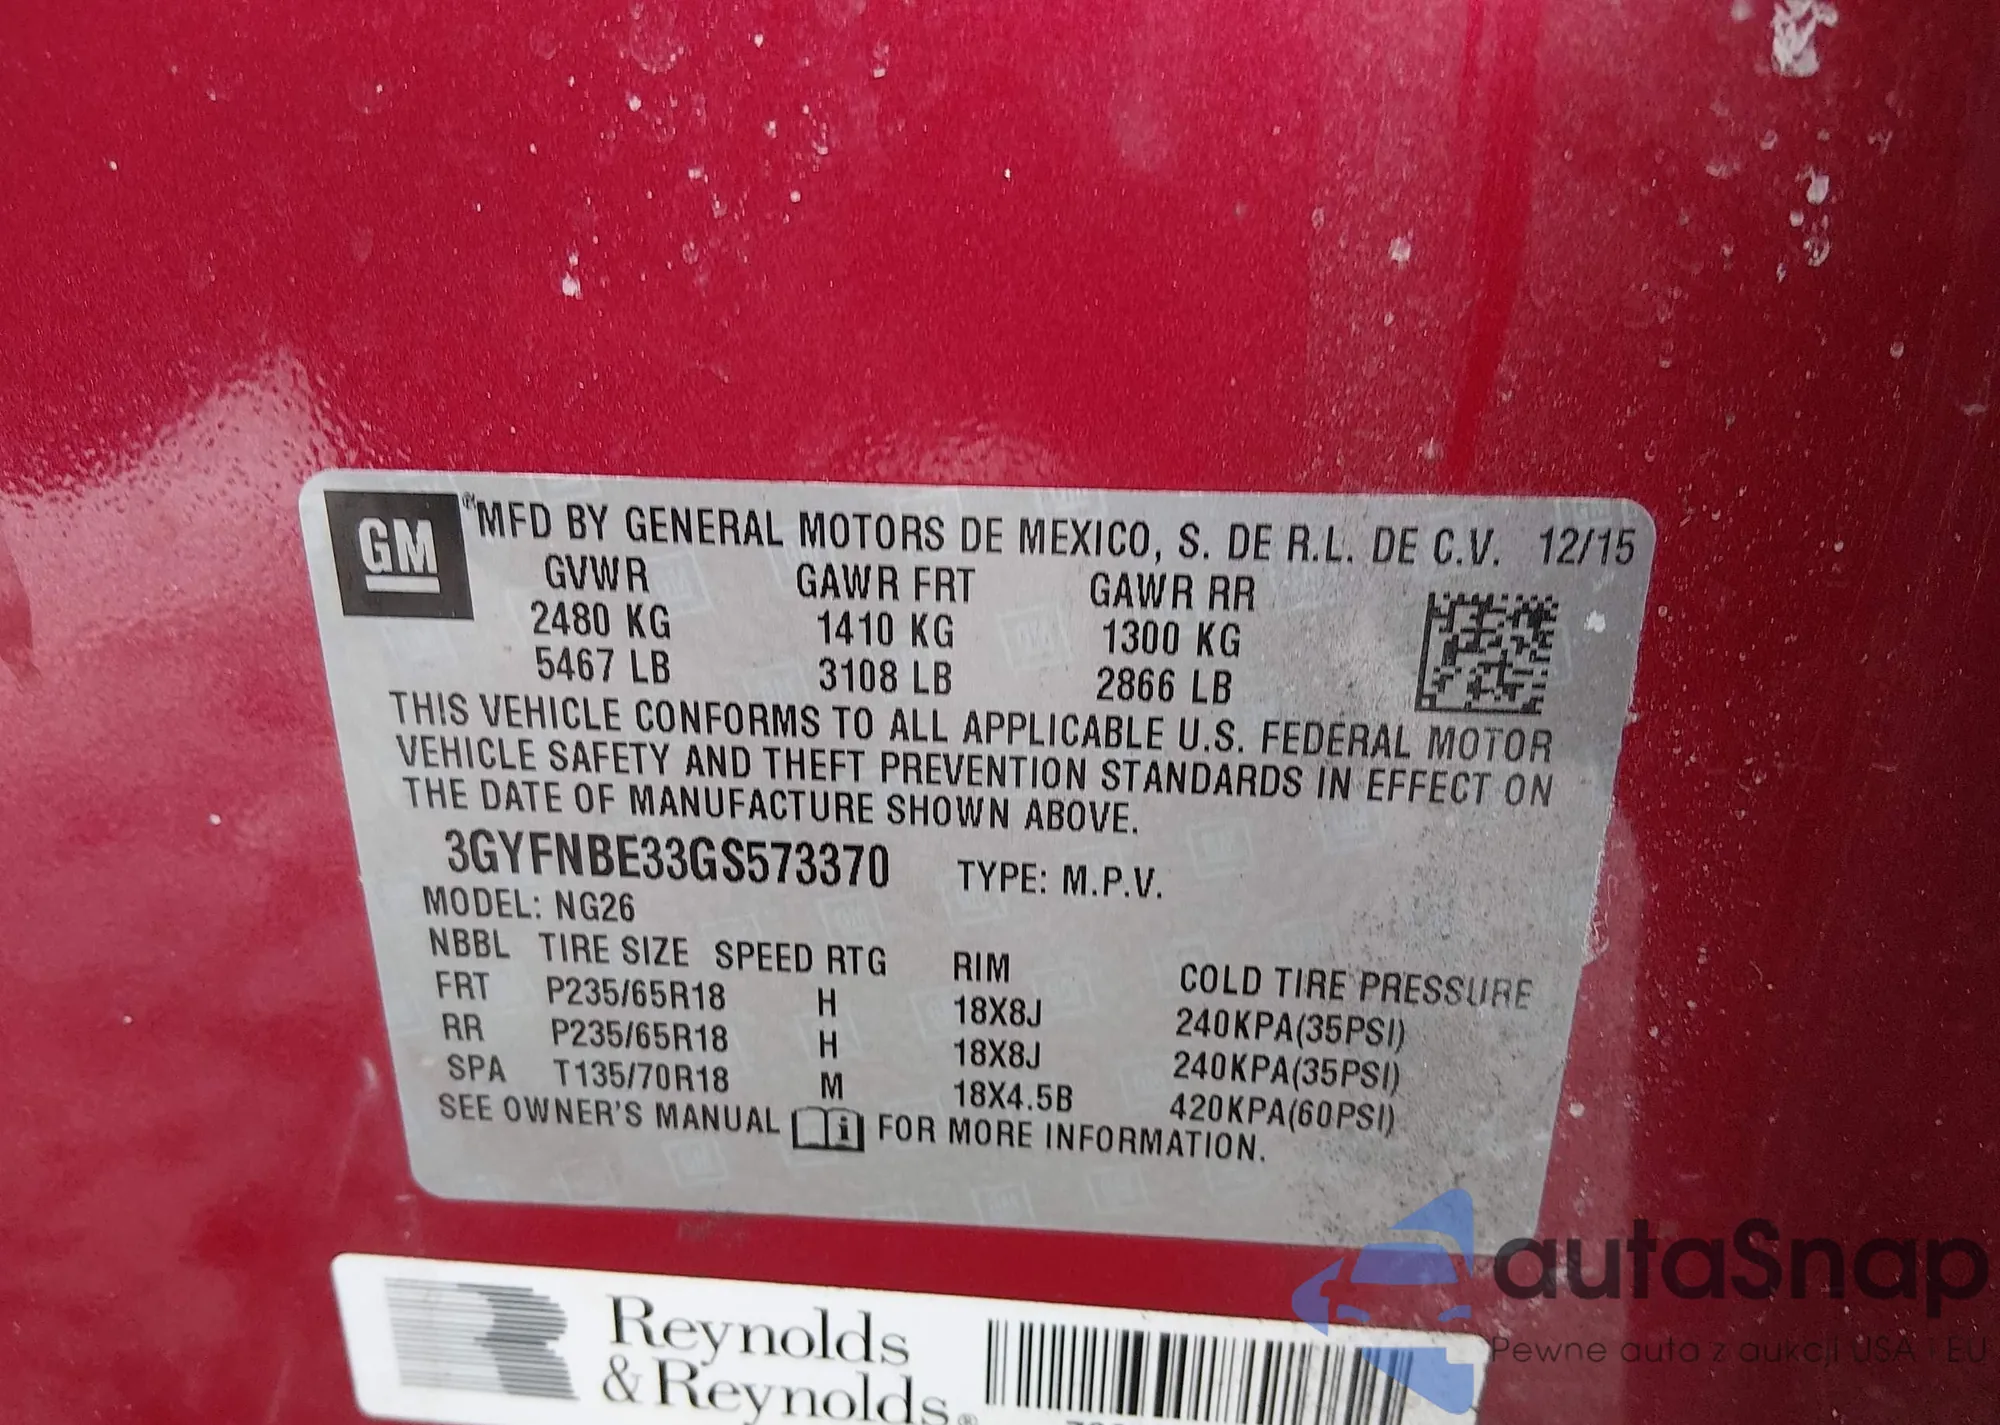 GM
®MFD BY GENERAL MOTORS DE MEXICO, S. DE R.L. DE C.V. 12/15
GVWR GAWR FRT GAWR RR
2480 KG 1410 KG 1300 KG
5467 LB 3108 LB 2866 LB
THIS VEHICLE CONFORMS TO ALL APPLICABLE U.S. FEDERAL MOTOR
VEHICLE SAFETY AND THEFT PREVENTION STANDARDS IN EFFECT ON
THE DATE OF MANUFACTURE SHOWN ABOVE.
3GYFNBE33GS573370 TYPE: M.P.V.
MODEL: NG26
NBBL TIRE SIZE SPEED RTG RIM COLD TIRE PRESSURE
FRT P235/65R18 H 18X8J 240KPA(35PSI)
RR P235/65R18 H 18X8J 240KPA(35PSI)
SPA T135/70R18 M 18X4.5B 420KPA(60PSI)
SEE OWNER'S MANUAL i FOR MORE INFORMATION.
Reynolds
&Reynolds®
autaSnap
Pewne auta z aukcji USA i EU